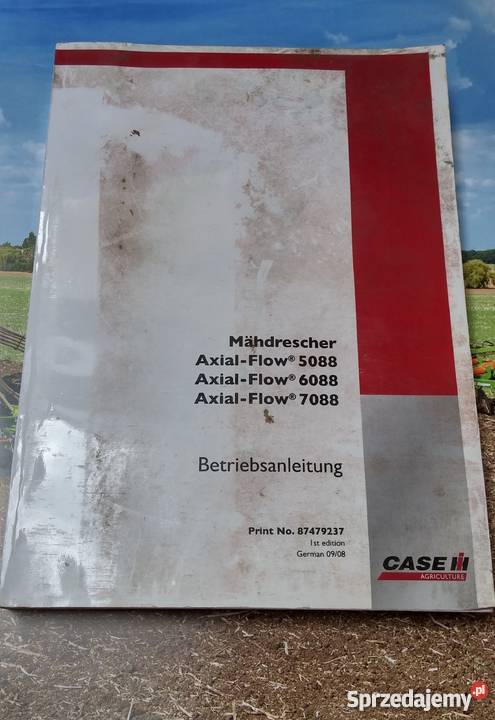 Mähdrescher
Axial-Flow® 5088
Axial-Flow® 6088
Axial-Flow® 7088
Betriebsanleitung
Print No. 87479237
1st edition
German 09/08
CASE IH
AGRICULTURE
Sprzedajemy.pl